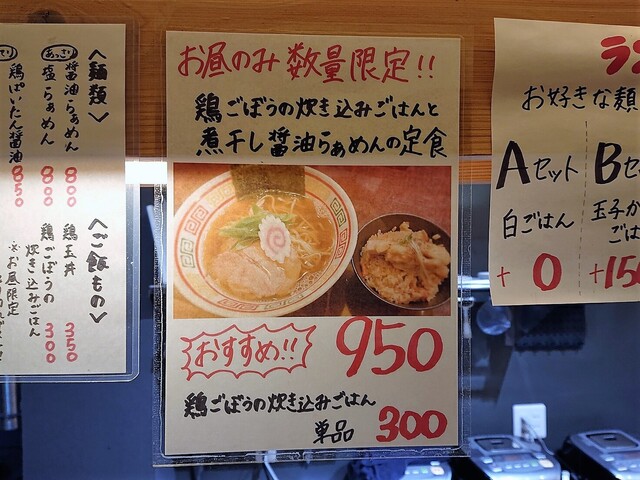 お昼のみ 数量限定!!
鶏ごぼうの炊き込みごはんと
煮干し醤油らぁめんの定食
おすすめ!!
950
鶏ごぼうの炊き込みごはん
単品 300
〈麺類〉
あっさり
醤油らぁめん 800
塩らぁめん 800
鶏ぱいたん醤油 850
〈ご飯もの〉
鶏玉丼 350
鶏ごぼうの
炊き込みごはん 300
※お昼限定
お好きな麺
Aセット
白ごはん
+0
Bセ
玉子か
ごは
+150